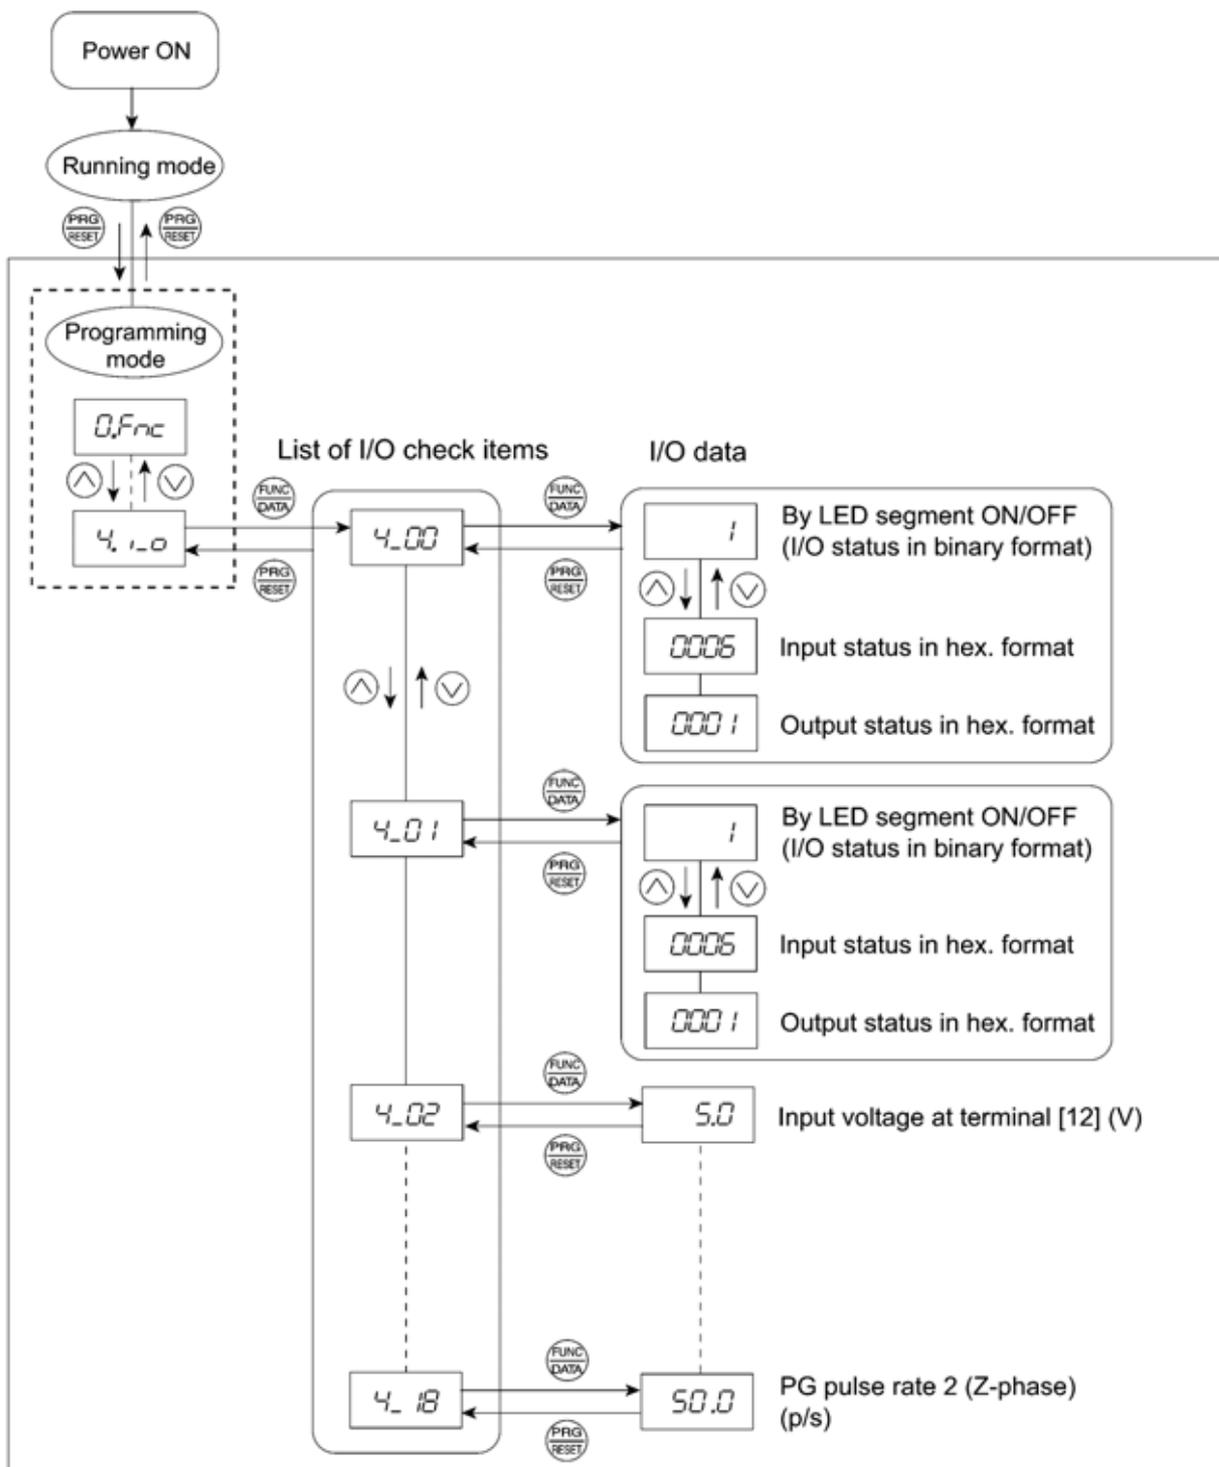 Power ON
Running mode
PRG
RESET
PRG
RESET
Programming
mode
0.Fnc
4.i_o
List of I/O check items
I/O data
FUNC
DATA
PRG
RESET
4_00
FUNC
DATA
PRG
RESET
1
By LED segment ON/OFF
(I/O status in binary format)
0006
Input status in hex. format
0001
Output status in hex. format
4_01
FUNC
DATA
PRG
RESET
1
By LED segment ON/OFF
(I/O status in binary format)
0006
Input status in hex. format
0001
Output status in hex. format
4_02
FUNC
DATA
PRG
RESET
5.0
Input voltage at terminal [12] (V)
4_18
FUNC
DATA
PRG
RESET
50.0
PG pulse rate 2 (Z-phase)
(p/s)